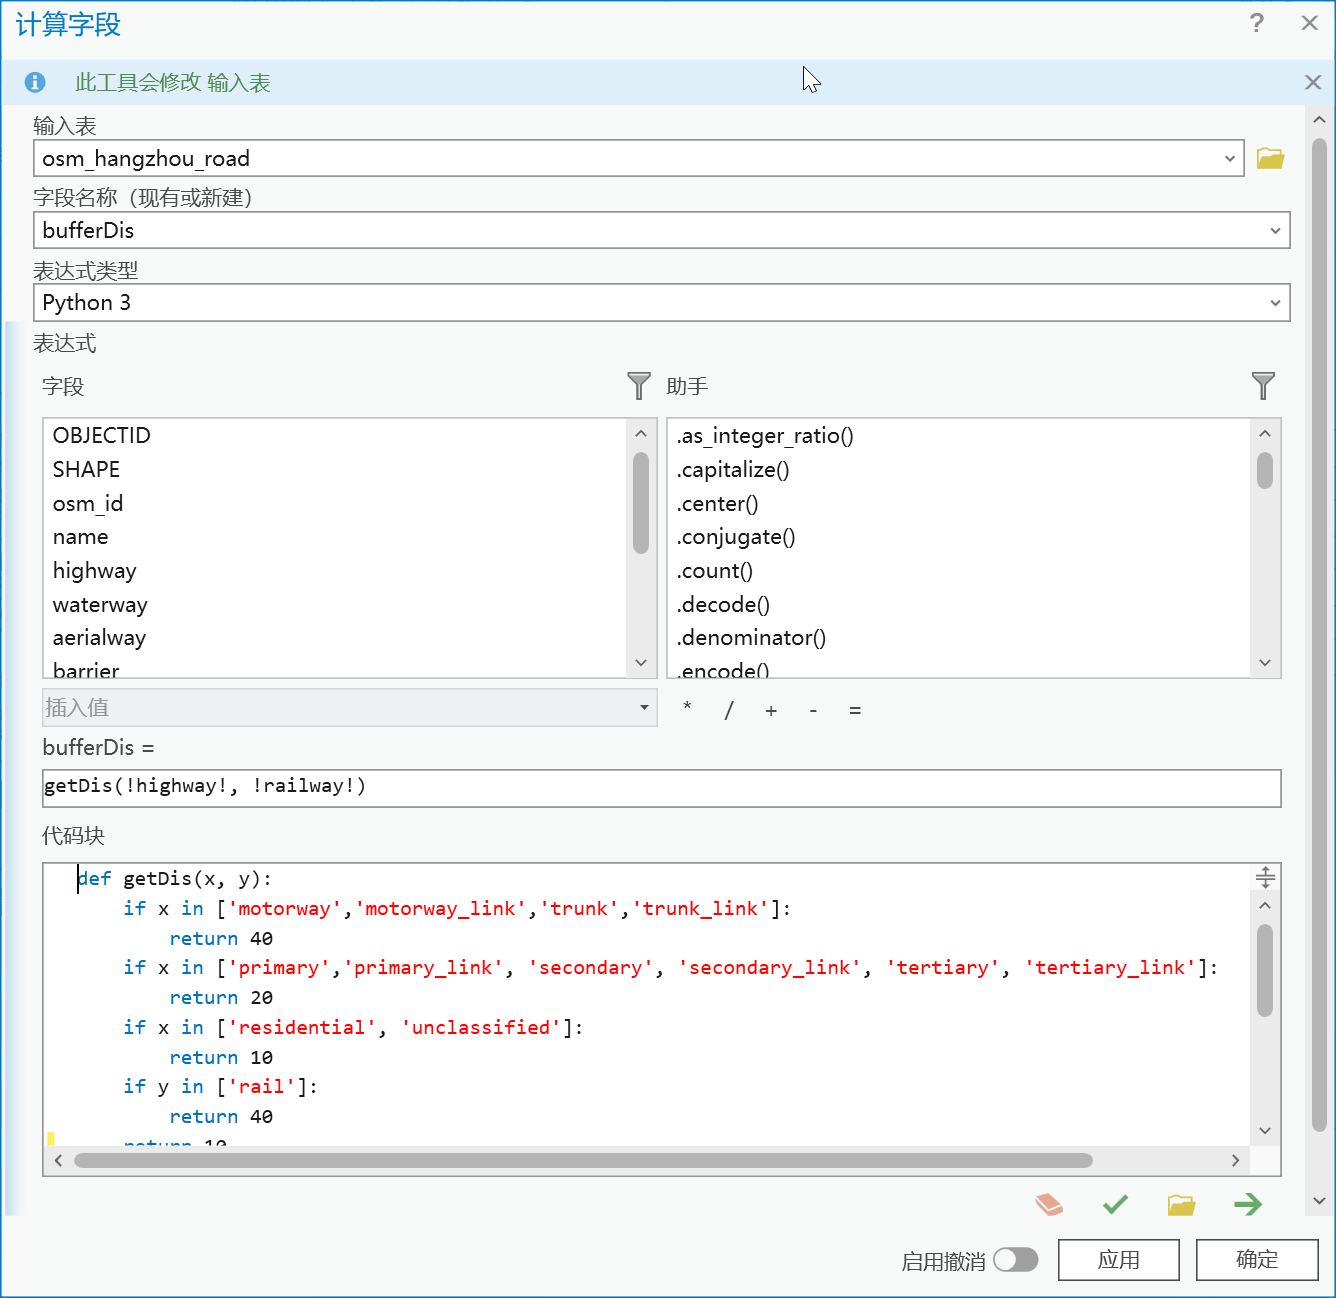 计算字段
?
此工具会修改 输入表
输入表
osm_hangzhou_road
字段名称（现有或新建）
bufferDis
表达式类型
Python 3
表达式
字段
助手
OBJECTID
SHAPE
osm_id
name
highway
waterway
aerialway
barrier
.as_integer_ratio()
.capitalize()
.center()
.conjugate()
.count()
.decode()
.denominator()
.encode()
插入值
* / + - =
bufferDis =
getDis(!highway!, !railway!)
代码块
def getDis(x, y):
    if x in ['motorway','motorway_link','trunk','trunk_link']:
        return 40
    if x in ['primary','primary_link', 'secondary', 'secondary_link', 'tertiary', 'tertiary_link']:
        return 20
    if x in ['residential', 'unclassified']:
        return 10
    if y in ['rail']:
        return 40
    return 10
启用撤消
应用
确定